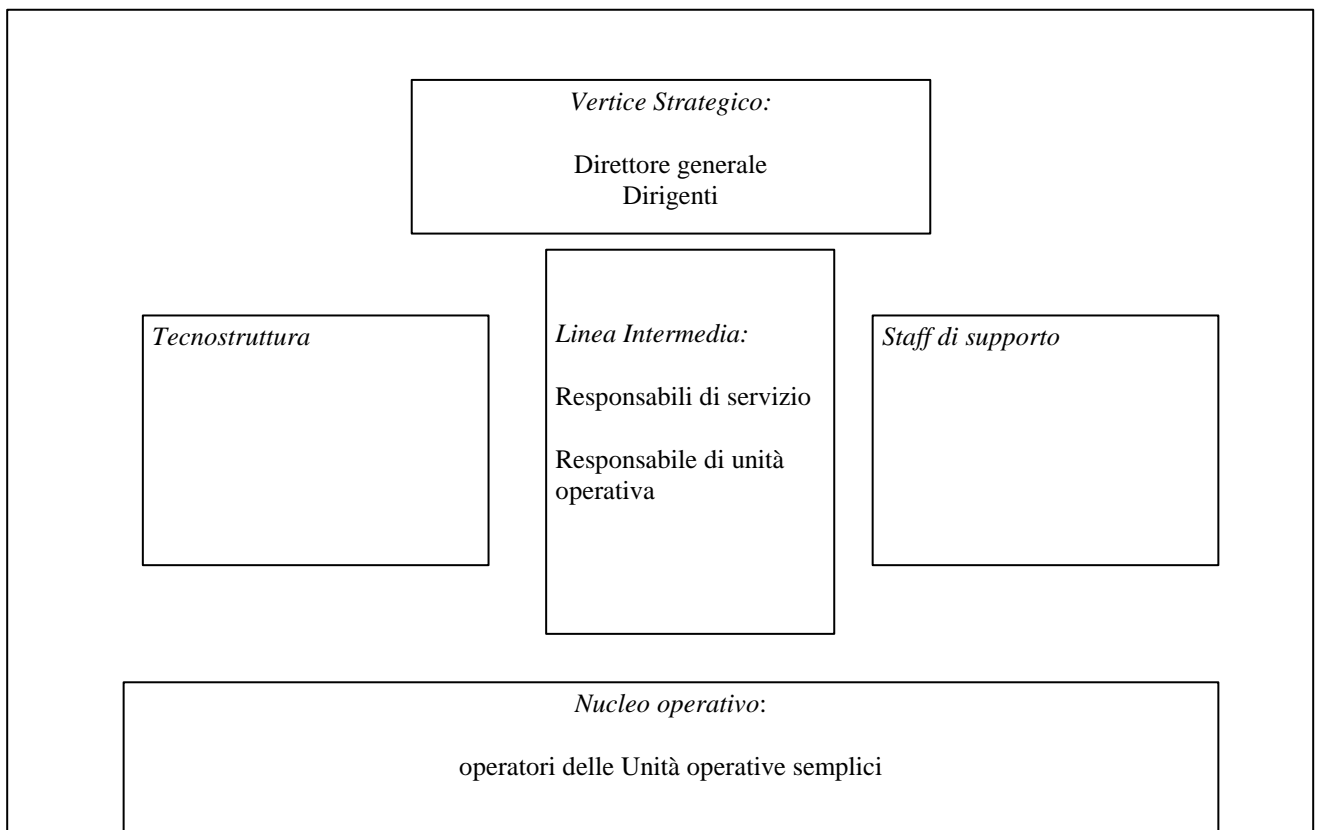 Vertice Strategico:
Direttore generale
Dirigenti
Tecnostruttura
Linea Intermedia:
Responsabili di servizio
Responsabile di unità
operativa
Staff di supporto
Nucleo operativo:
operatori delle Unità operative semplici